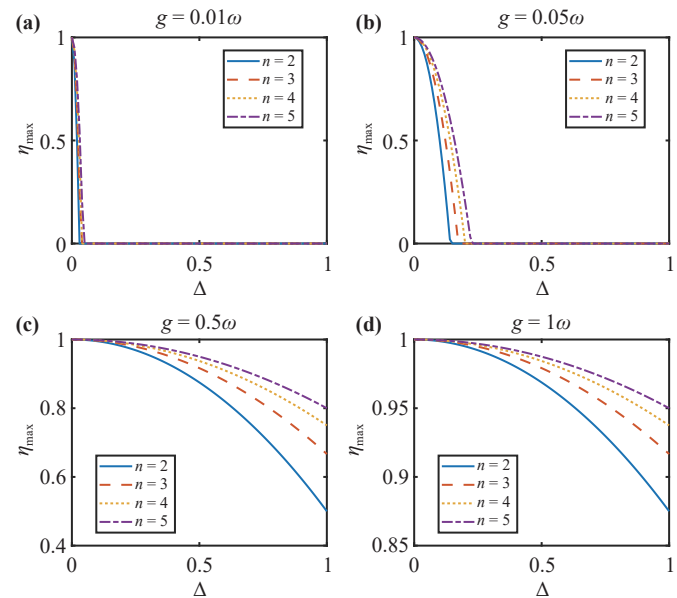 (a)
g = 0.01ω
1
0.5
0
η_max
n = 2
n = 3
n = 4
n = 5
0
0.5
1
Δ
(b)
g = 0.05ω
1
0.5
0
η_max
n = 2
n = 3
n = 4
n = 5
0
0.5
1
Δ
(c)
g = 0.5ω
1
0.8
0.6
0.4
η_max
n = 2
n = 3
n = 4
n = 5
0
0.5
1
Δ
(d)
g = 1ω
1
0.95
0.9
0.85
η_max
n = 2
n = 3
n = 4
n = 5
0
0.5
1
Δ